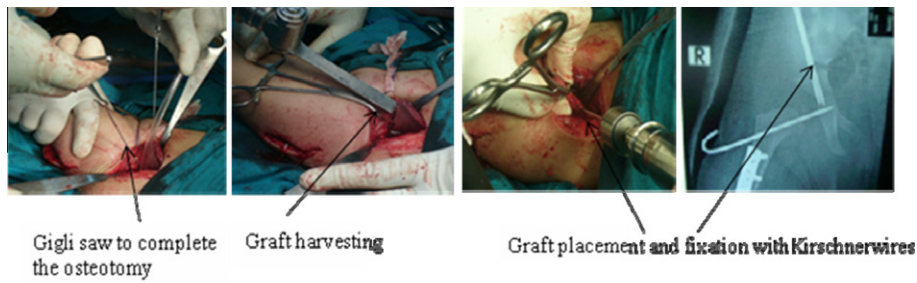 R
Gigli saw to complete
the osteotomy
Graft harvesting
Graft placement and fixation with Kirschnerwires